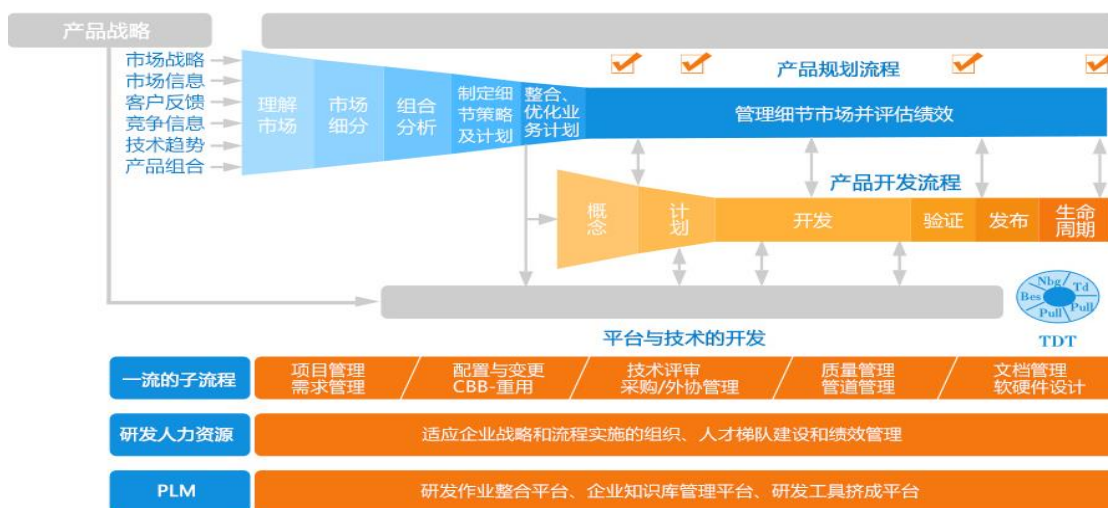 产品战略
市场战略
市场信息
客户反馈
竞争信息
技术趋势
产品组合
理解
市场
市场
细分
组合
分析
制定细
节策略
及计划
整合、
优化业
务计划
产品规划流程
管理细节市场并评估绩效
产品开发流程
概念
计划
开发
验证
发布
生命
周期
Nbg
Td
Bes
Pull
Pull
TDT
平台与技术的开发
一流的子流程
项目管理
需求管理
配置与变更
CBB-重用
技术评审
采购/外协管理
质量管理
管道管理
文档管理
软硬件设计
研发人力资源
适应企业战略和流程实施的组织、人才梯队建设和绩效管理
PLM
研发作业整合平台、企业知识库管理平台、研发工具挤成平台